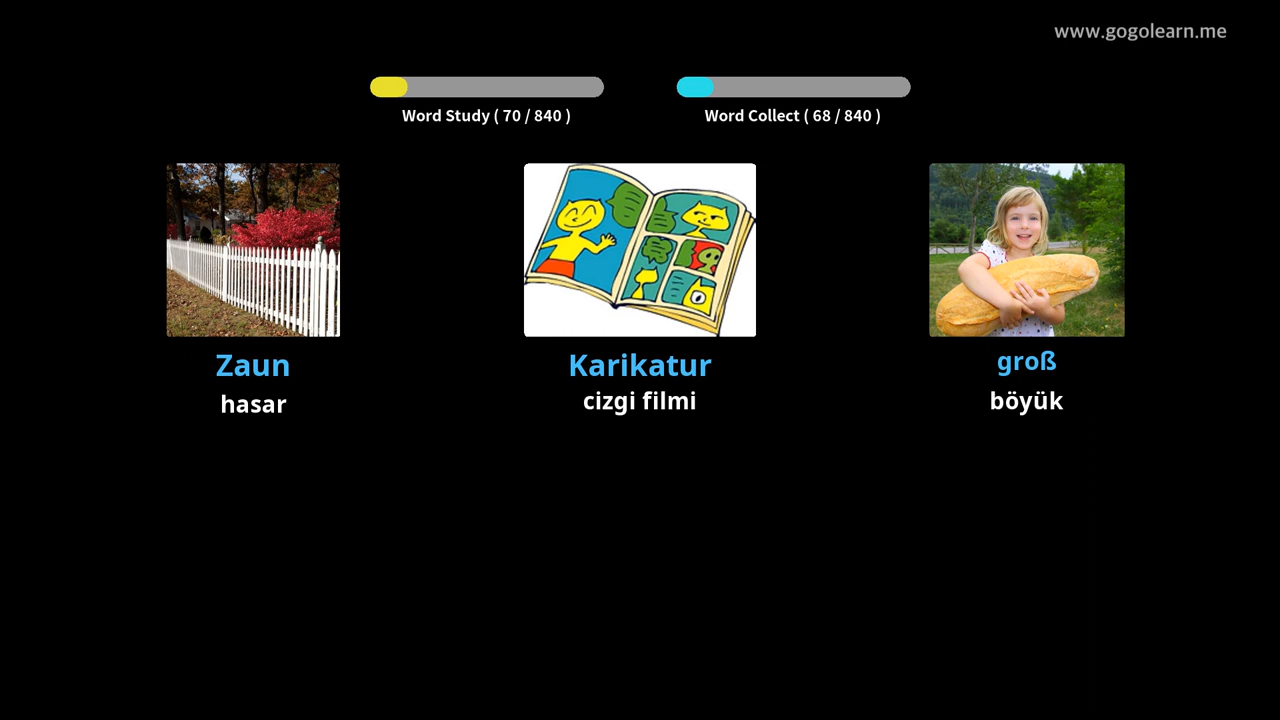 www.gogolearn.me
Word Study ( 70 / 840 )
Word Collect ( 68 / 840 )
Zaun
hasar
Karikatur
cizgi filmi
groß
böyük